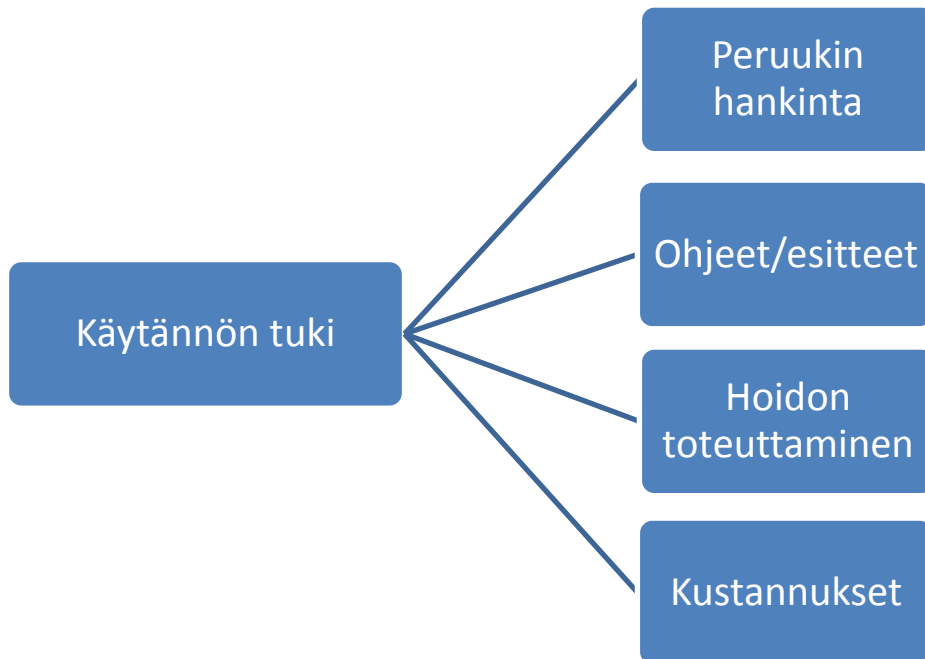 Peruukin
hankinta
Ohjeet/esitteet
Käytännön tuki
Hoidon
toteuttaminen
Kustannukset